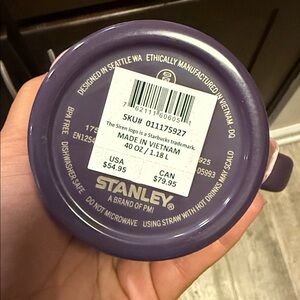 DESIGNED IN SEATTLE WA
ETHICALLY MANUFACTURED IN VIETNAM
DO
BPA FREE
DISHWASHER SAFE
DO NOT MICROWAVE
USING STRAW WITH HOT DRINKS MAY SCALD
SKU# 011175927
The Siren logo is a Starbucks trademark.
MADE IN VIETNAM
40 OZ / 1.18 L
USA
$54.95
CAN
$79.95
STANLEY®
A BRAND OF PMI